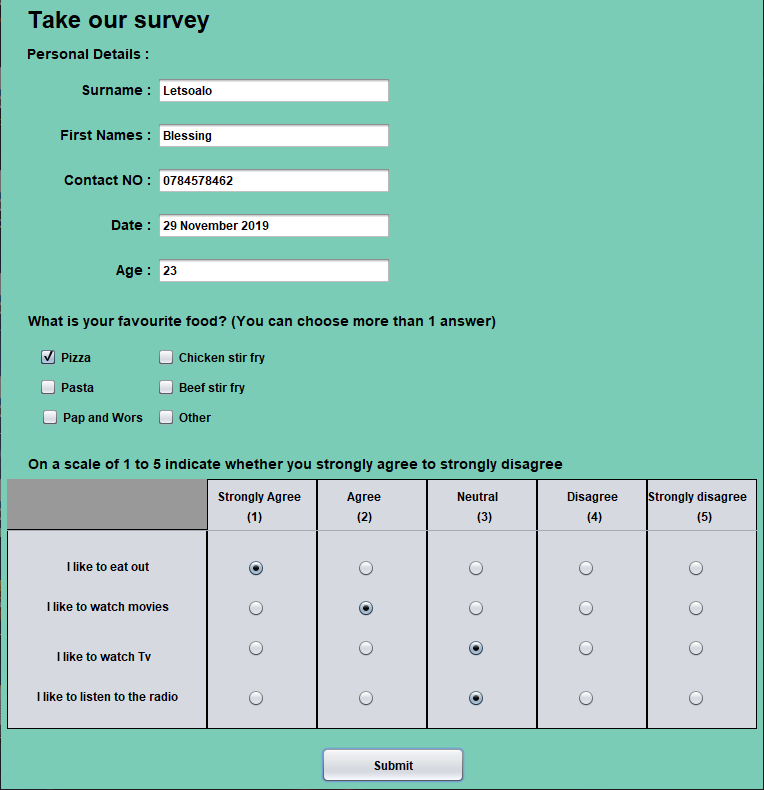 Take our survey
Personal Details :
Surname : Letsoalo
First Names : Blessing
Contact NO : 0784578462
Date : 29 November 2019
Age : 23
What is your favourite food? (You can choose more than 1 answer)
Pizza Chicken stir fry
Pasta Beef stir fry
Pap and Wors Other
On a scale of 1 to 5 indicate whether you strongly agree to strongly disagree
Strongly Agree Agree Neutral Disagree Strongly disagree
(1) (2) (3) (4) (5)
I like to eat out
I like to watch movies
I like to watch Tv
I like to listen to the radio
Submit